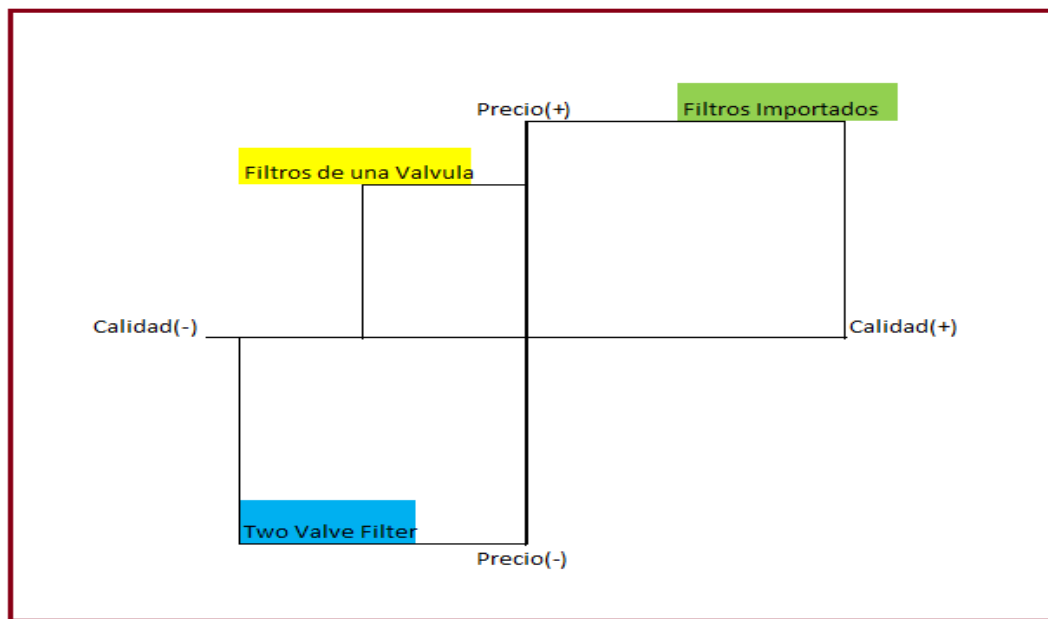 Precio(+)
Filtros Importados
Filtros de una Valvula
Calidad(-)
Calidad(+)
Two Valve Filter
Precio(-)